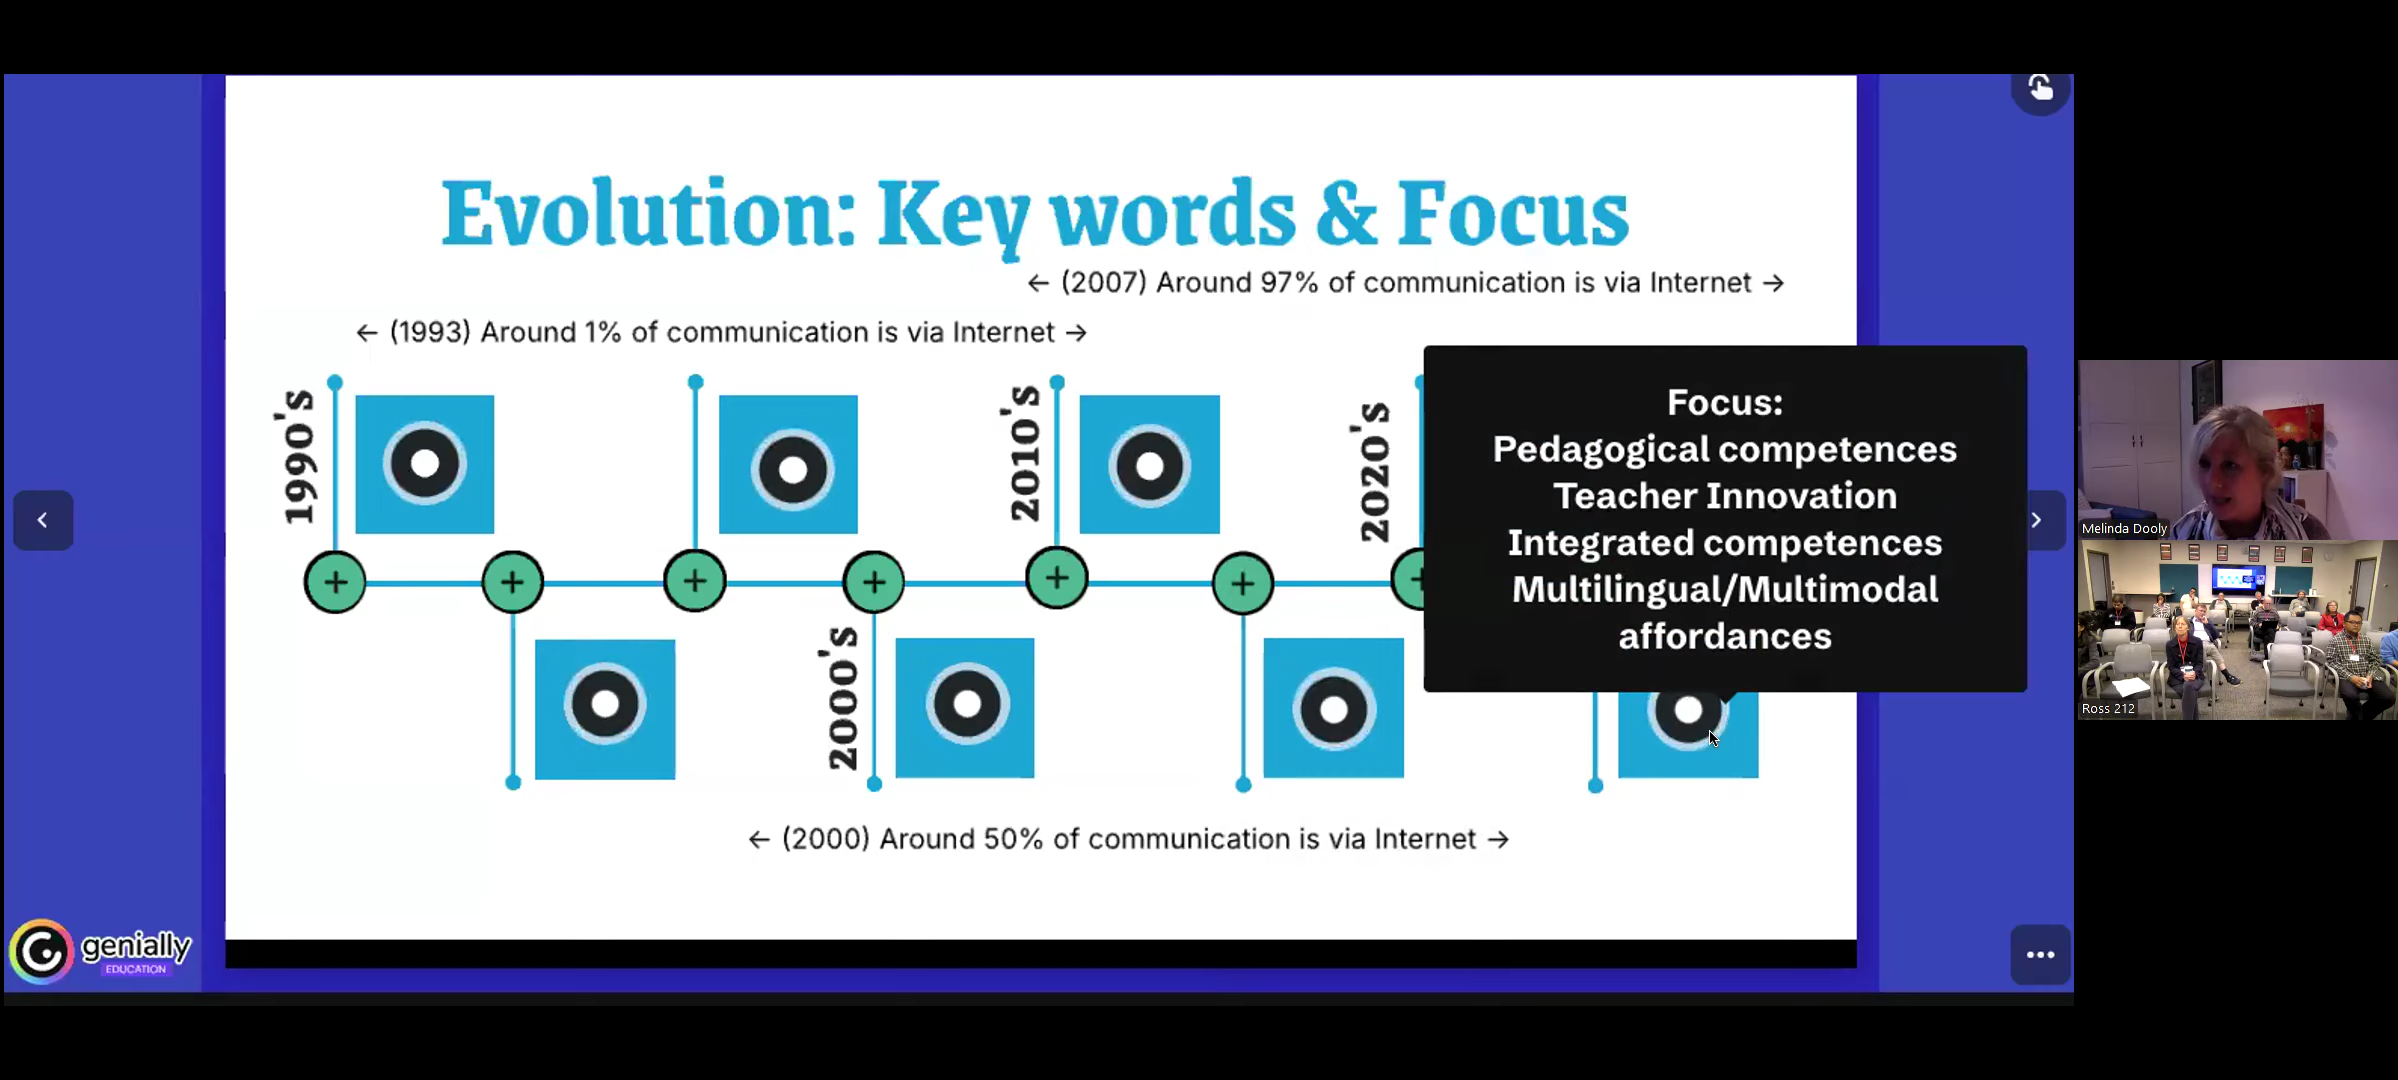 Evolution: Key words & Focus
← (2007) Around 97% of communication is via Internet →
← (1993) Around 1% of communication is via Internet →
1990's
2010's
2020's
Focus:
Pedagogical competences
Teacher Innovation
Integrated competences
Multilingual/Multimodal
affordances
2000's
← (2000) Around 50% of communication is via Internet →
genially
EDUCATION
Melinda Dooly
Ross 212